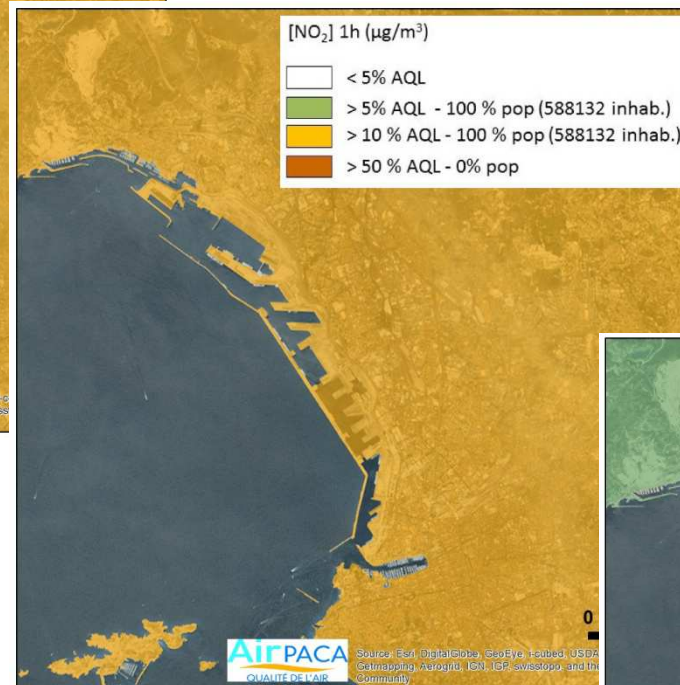 [NO₂] 1h (µg/m³)
< 5% AQL
> 5% AQL - 100 % pop (588132 inhab.)
> 10 % AQL - 100 % pop (588132 inhab.)
> 50 % AQL - 0% pop
0
AirPACA
QUALITÉ DE L'AIR
Source: Esri, DigitalGlobe, GeoEye, i-cubed, USDA
Getmapping, Aerogrid, IGN, IGP, swisstopo, and the
Community